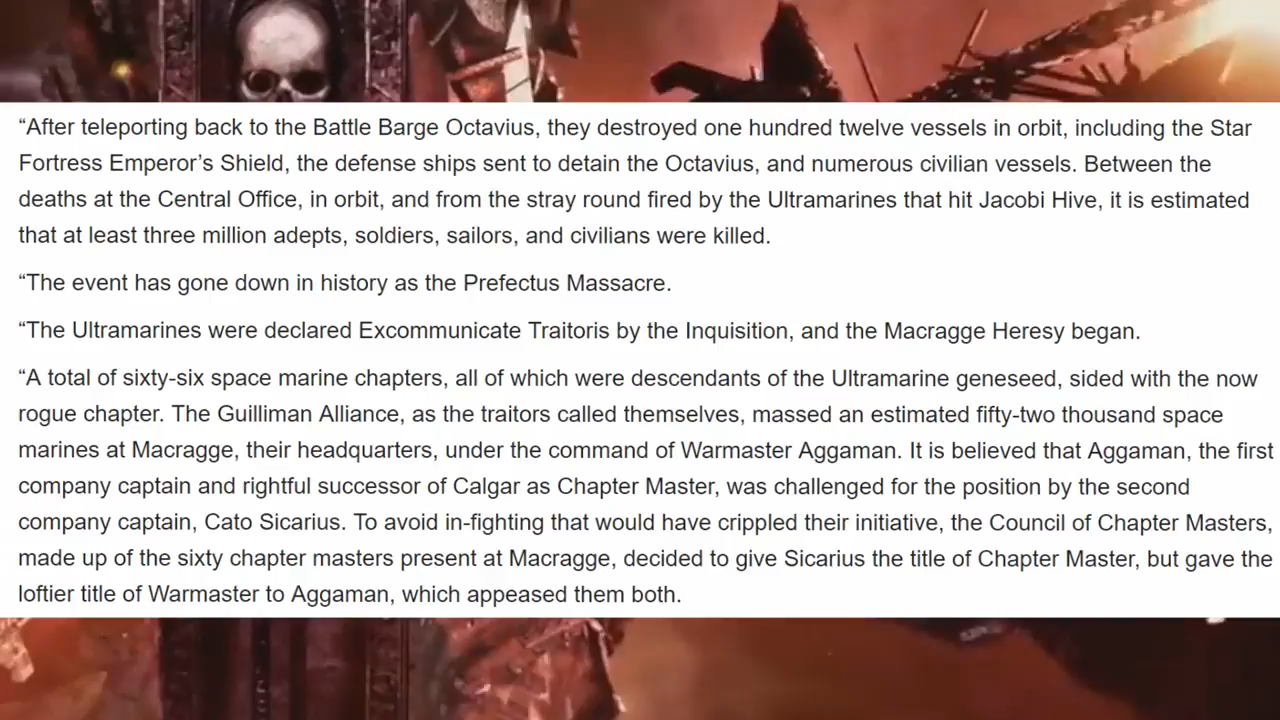 “After teleporting back to the Battle Barge Octavius, they destroyed one hundred twelve vessels in orbit, including the Star
Fortress Emperor’s Shield, the defense ships sent to detain the Octavius, and numerous civilian vessels. Between the
deaths at the Central Office, in orbit, and from the stray round fired by the Ultramarines that hit Jacobi Hive, it is estimated
that at least three million adepts, soldiers, sailors, and civilians were killed.
“The event has gone down in history as the Prefectus Massacre.
“The Ultramarines were declared Excommunicate Traitoris by the Inquisition, and the Macragge Heresy began.
“A total of sixty-six space marine chapters, all of which were descendants of the Ultramarine geneseed, sided with the now
rogue chapter. The Guilliman Alliance, as the traitors called themselves, massed an estimated fifty-two thousand space
marines at Macragge, their headquarters, under the command of Warmaster Aggaman. It is believed that Aggaman, the first
company captain and rightful successor of Calgar as Chapter Master, was challenged for the position by the second
company captain, Cato Sicarius. To avoid in-fighting that would have crippled their initiative, the Council of Chapter Masters,
made up of the sixty chapter masters present at Macragge, decided to give Sicarius the title of Chapter Master, but gave the
loftier title of Warmaster to Aggaman, which appeased them both.